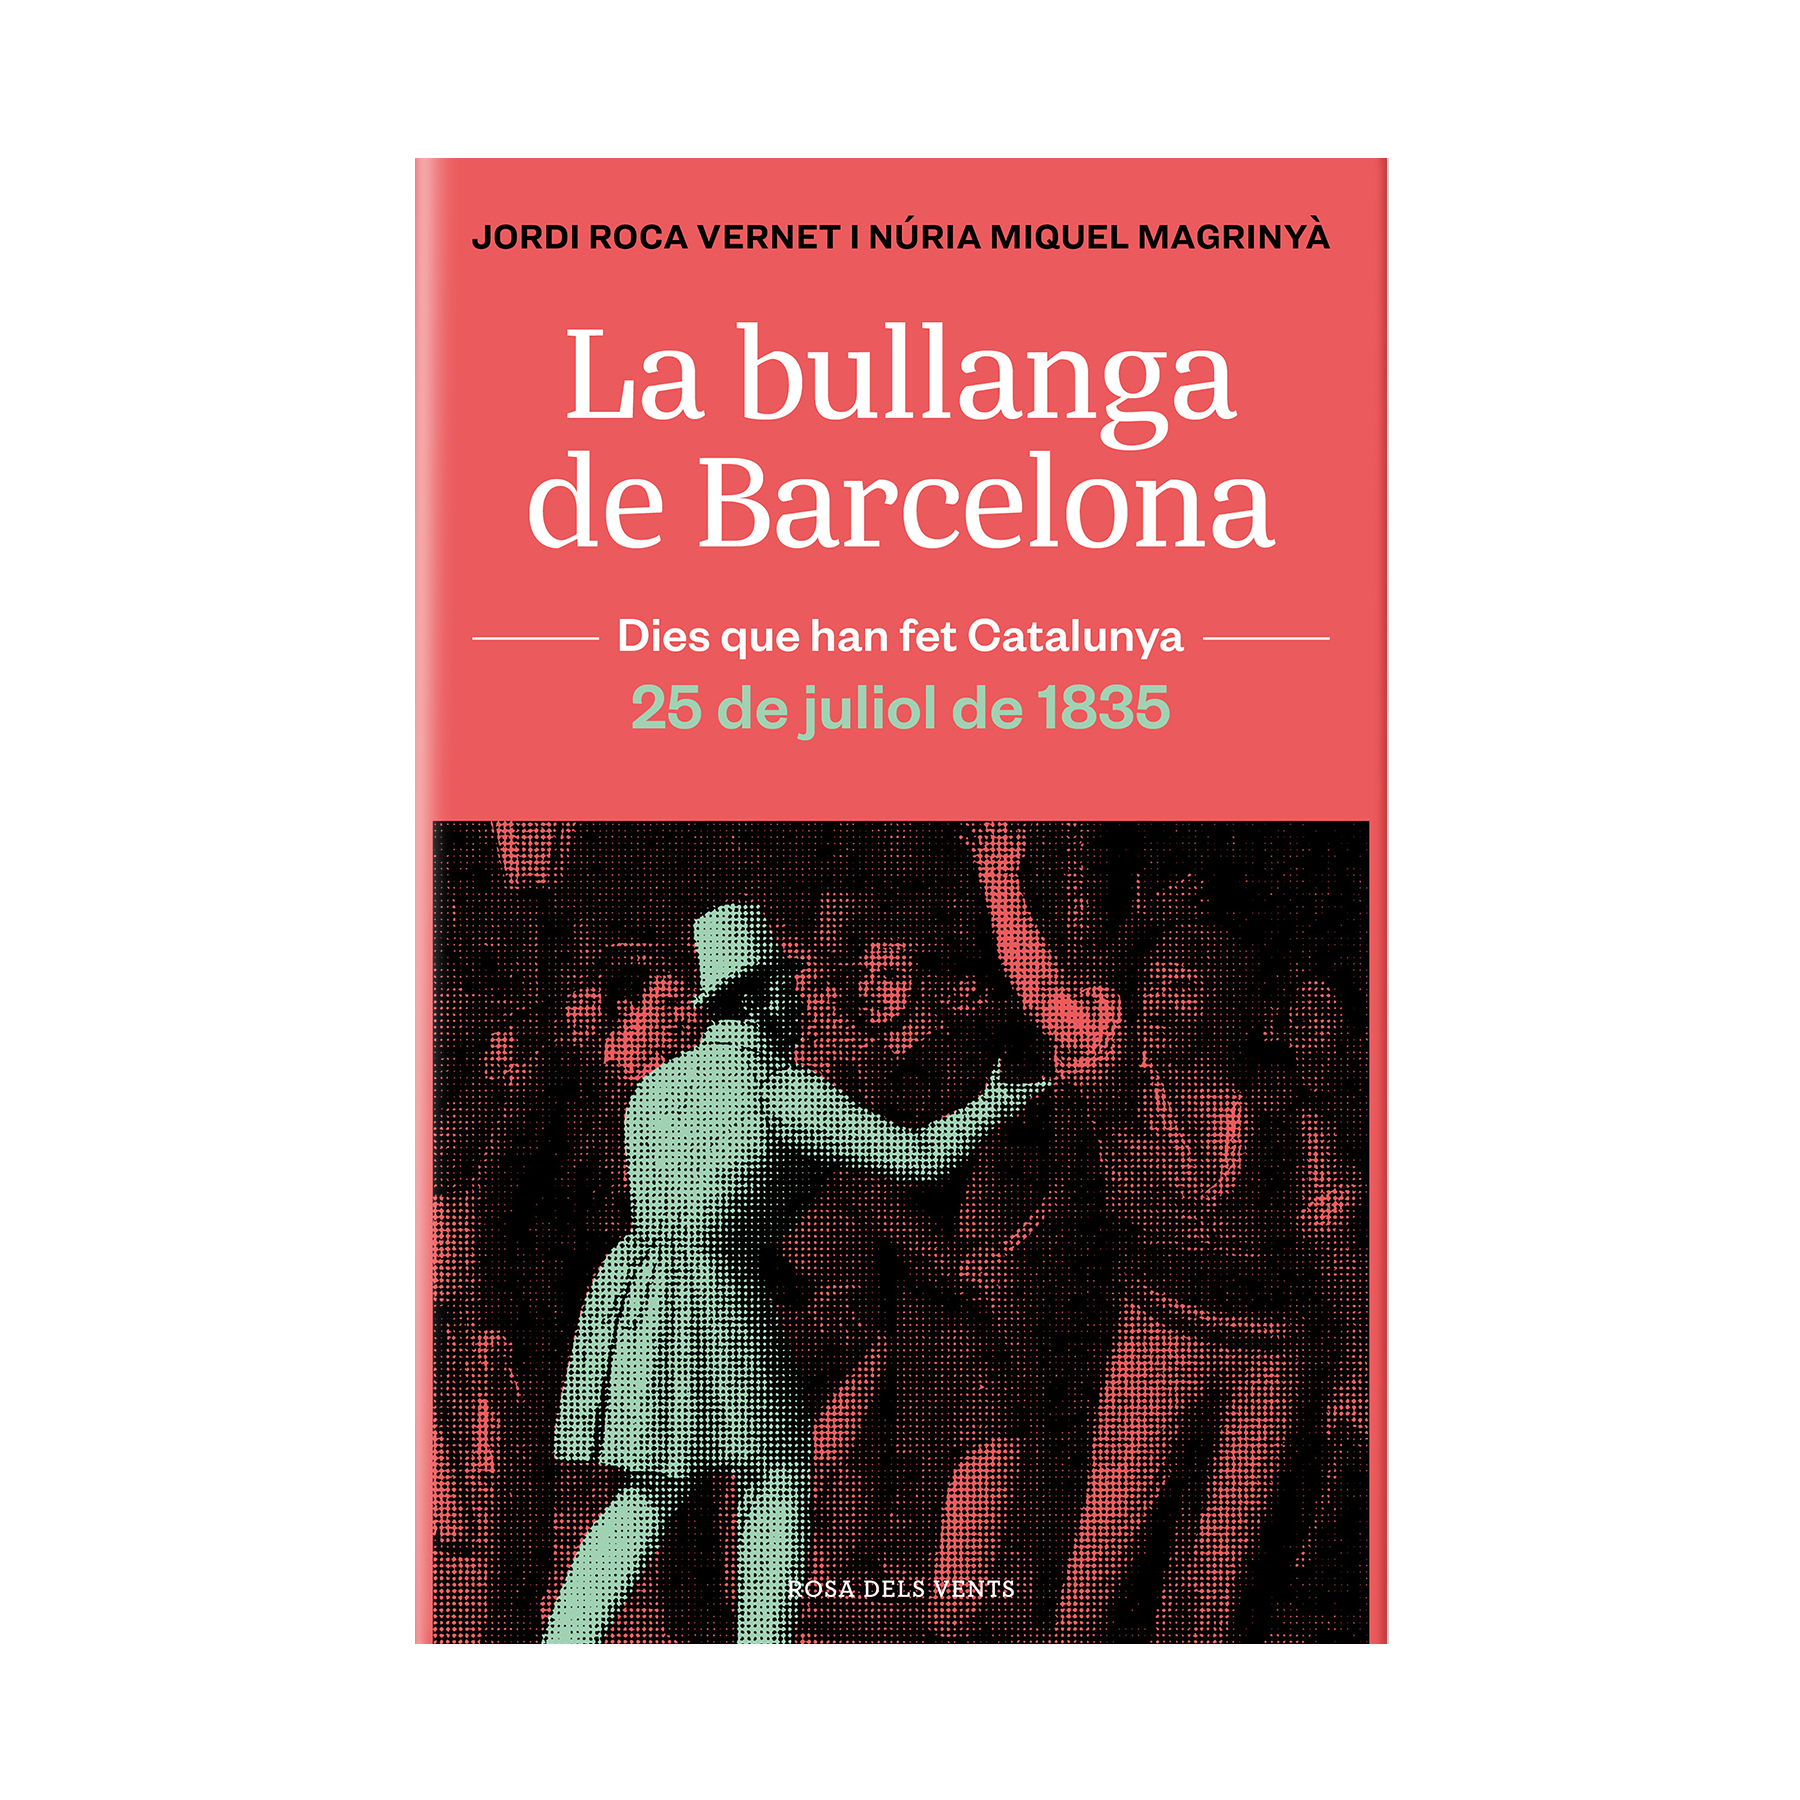 JORDI ROCA VERNET I NÚRIA MIQUEL MAGRINYÀ
La bullanga
de Barcelona
Dies que han fet Catalunya
25 de juliol de 1835
ROSA DELS VENTS